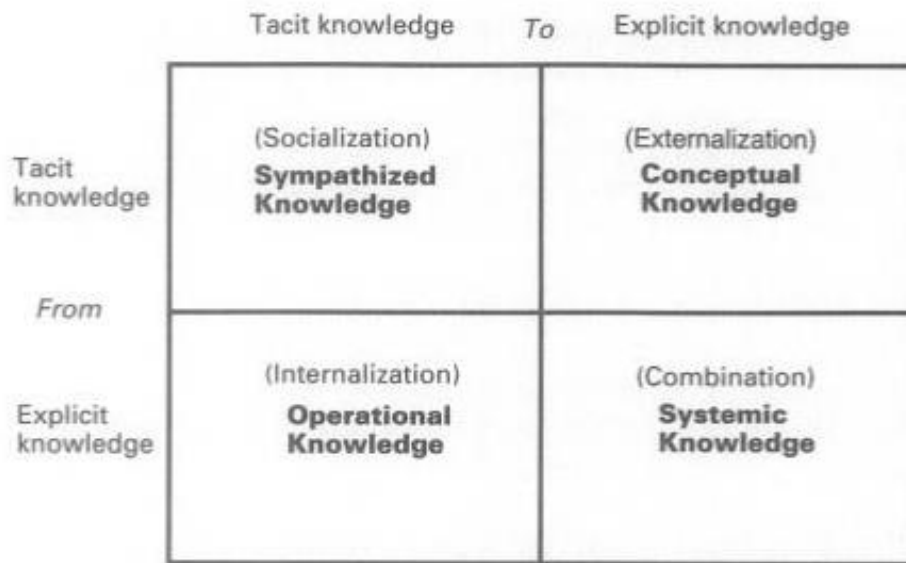 Tacit knowledge To Explicit knowledge
Tacit
knowledge
(Socialization)
Sympathized
Knowledge
(Externalization)
Conceptual
Knowledge
From
Explicit
knowledge
(Internalization)
Operational
Knowledge
(Combination)
Systemic
Knowledge